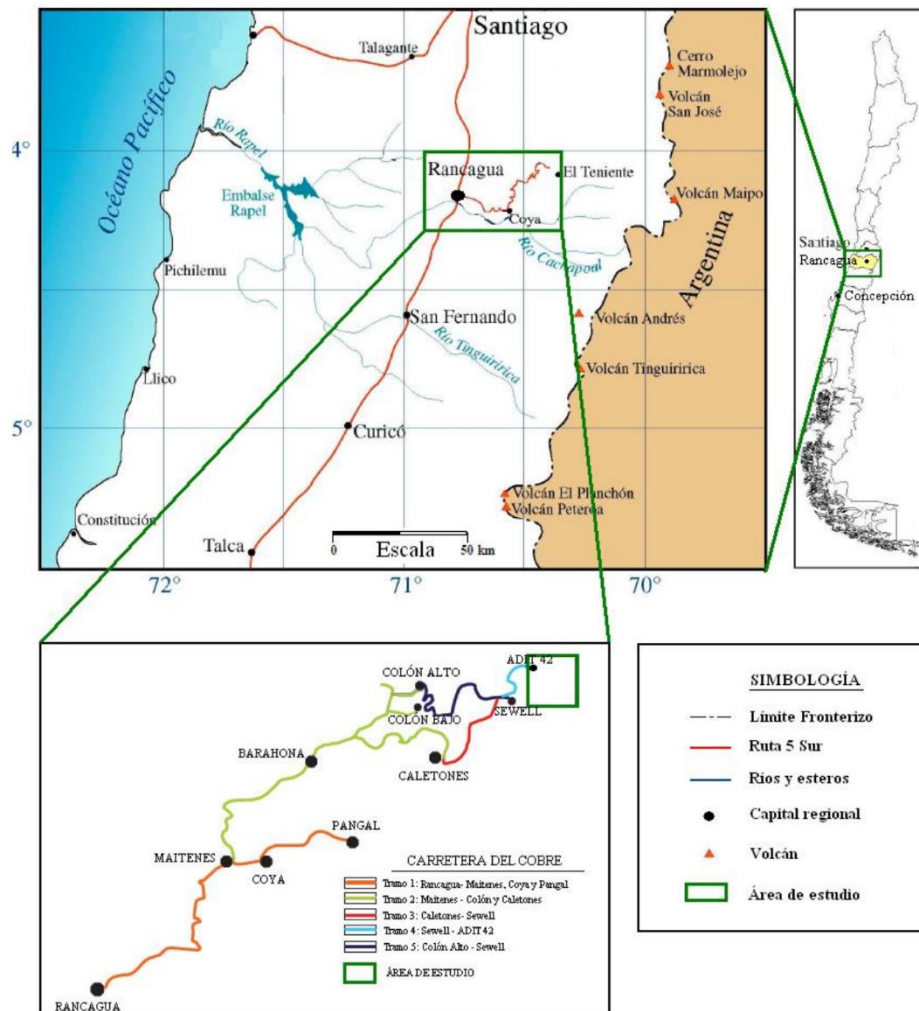 Santiago
Talagante
Cerro
Marmolejo
Volcán
San José
Océano Pacífico
4°
Río Rapel
Rancagua
El Teniente
Embalse
Rapel
Coya
Volcán Maipo
Río Cachapoal
Argentina
Pichilemu
San Fernando
Volcán Andrés
Río Tinguiririca
Llico
Volcán Tinguiririca
5°
Curicó
Volcán El Planchón
Volcán Peteroa
Constitución
Talca
0
Escala
50 km
72°
71°
70°
Santiago
Rancagua
Concepción
ADIT 42
COLÓN ALTO
SEWELL
COLÓN BAJO
BARAHONA
CALETONES
PANGAL
MAITENES
COYA
CARRETERA DEL COBRE
Tramo 1: Rancagua- Maitenes, Coya y Pangal
Tramo 2: Maitenes - Colón y Caletones
Tramo 3: Caletones- Sewell
Tramo 4: Sewell - ADIT 42
Tramo 5: Colón Alto - Sewell
ÁREA DE ESTUDIO
RANCAGUA
SIMBOLOGÍA
Límite Fronterizo
Ruta 5 Sur
Ríos y esteros
Capital regional
Volcán
Área de estudio